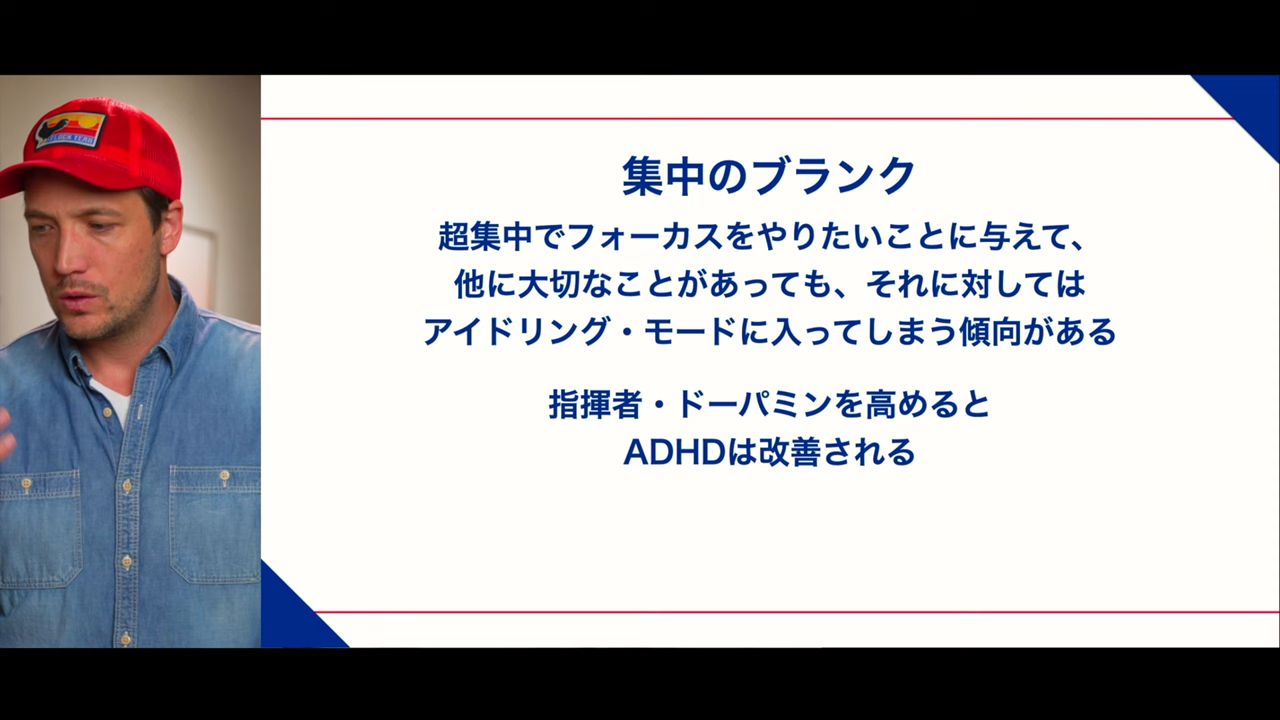 集中のブランク
超集中でフォーカスをやりたいことに与えて、
他に大切なことがあっても、それに対しては
アイドリング・モードに入ってしまう傾向がある
指揮者・ドーパミンを高めると
ADHDは改善される